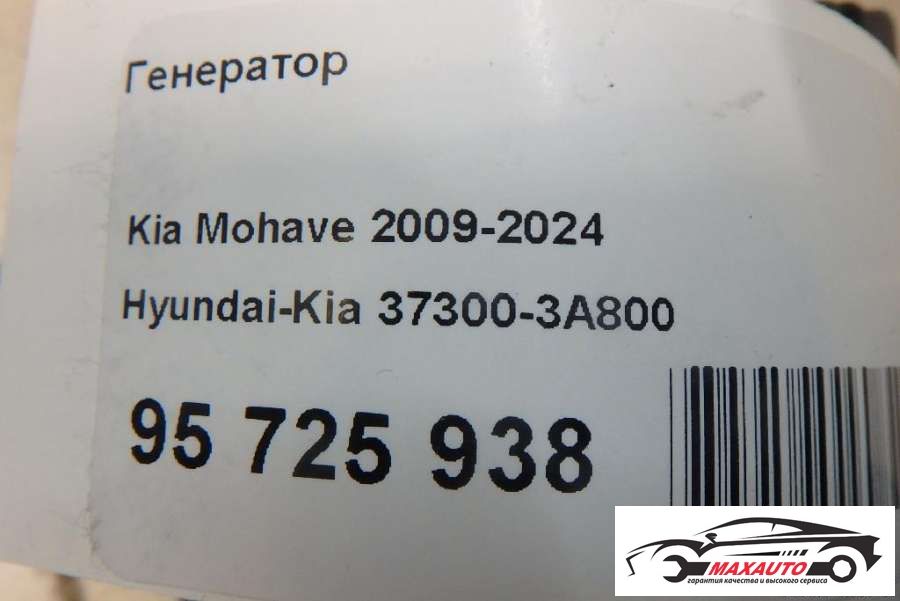 Генератор
Kia Mohave 2009-2024
Hyundai-Kia 37300-3A800
95 725 938
MAXAUTO
гарантия качества и высокого сервиса